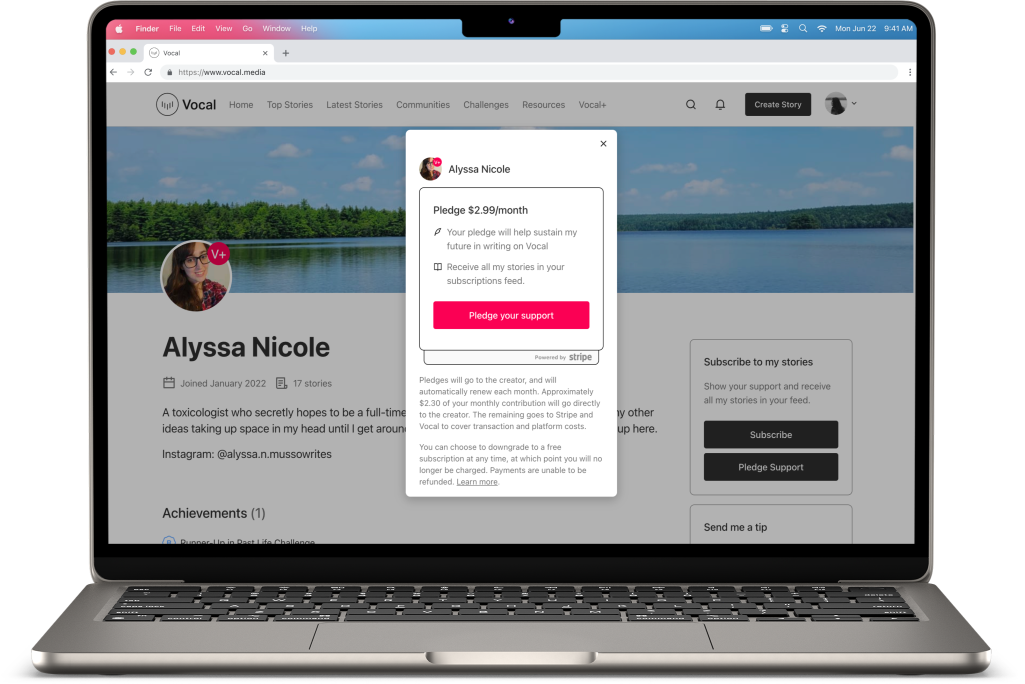 Finder File Edit View Go Window Help Mon Jun 22 9:41 AM
Vocal
https://www.vocal.media
Vocal Home Top Stories Latest Stories Communities Challenges Resources Vocal+ Create Story
Alyssa Nicole
V+
Pledge $2.99/month
Your pledge will help sustain my
future in writing on Vocal
Receive all my stories in your
subscriptions feed.
Pledge your support
Powered by stripe
Pledges will go to the creator, and will
automatically renew each month. Approximately
$2.30 of your monthly contribution will go directly
to the creator. The remaining goes to Stripe and
Vocal to cover transaction and platform costs.
You can choose to downgrade to a free
subscription at any time, at which point you will no
longer be charged. Payments are unable to be
refunded. Learn more.
V+
Alyssa Nicole
Joined January 2022 17 stories
A toxicologist who secretly hopes to be a full-time
other
ideas taking up space in my head until I get
up here.
Instagram: @alyssa.n.mussowrites
Achievements (1)
Runner-Up in Past Life Challenge
Subscribe to my stories
Show your support and receive
all my stories in your feed.
Subscribe
Pledge Support
Send me a tip
delete
return
control option command command option